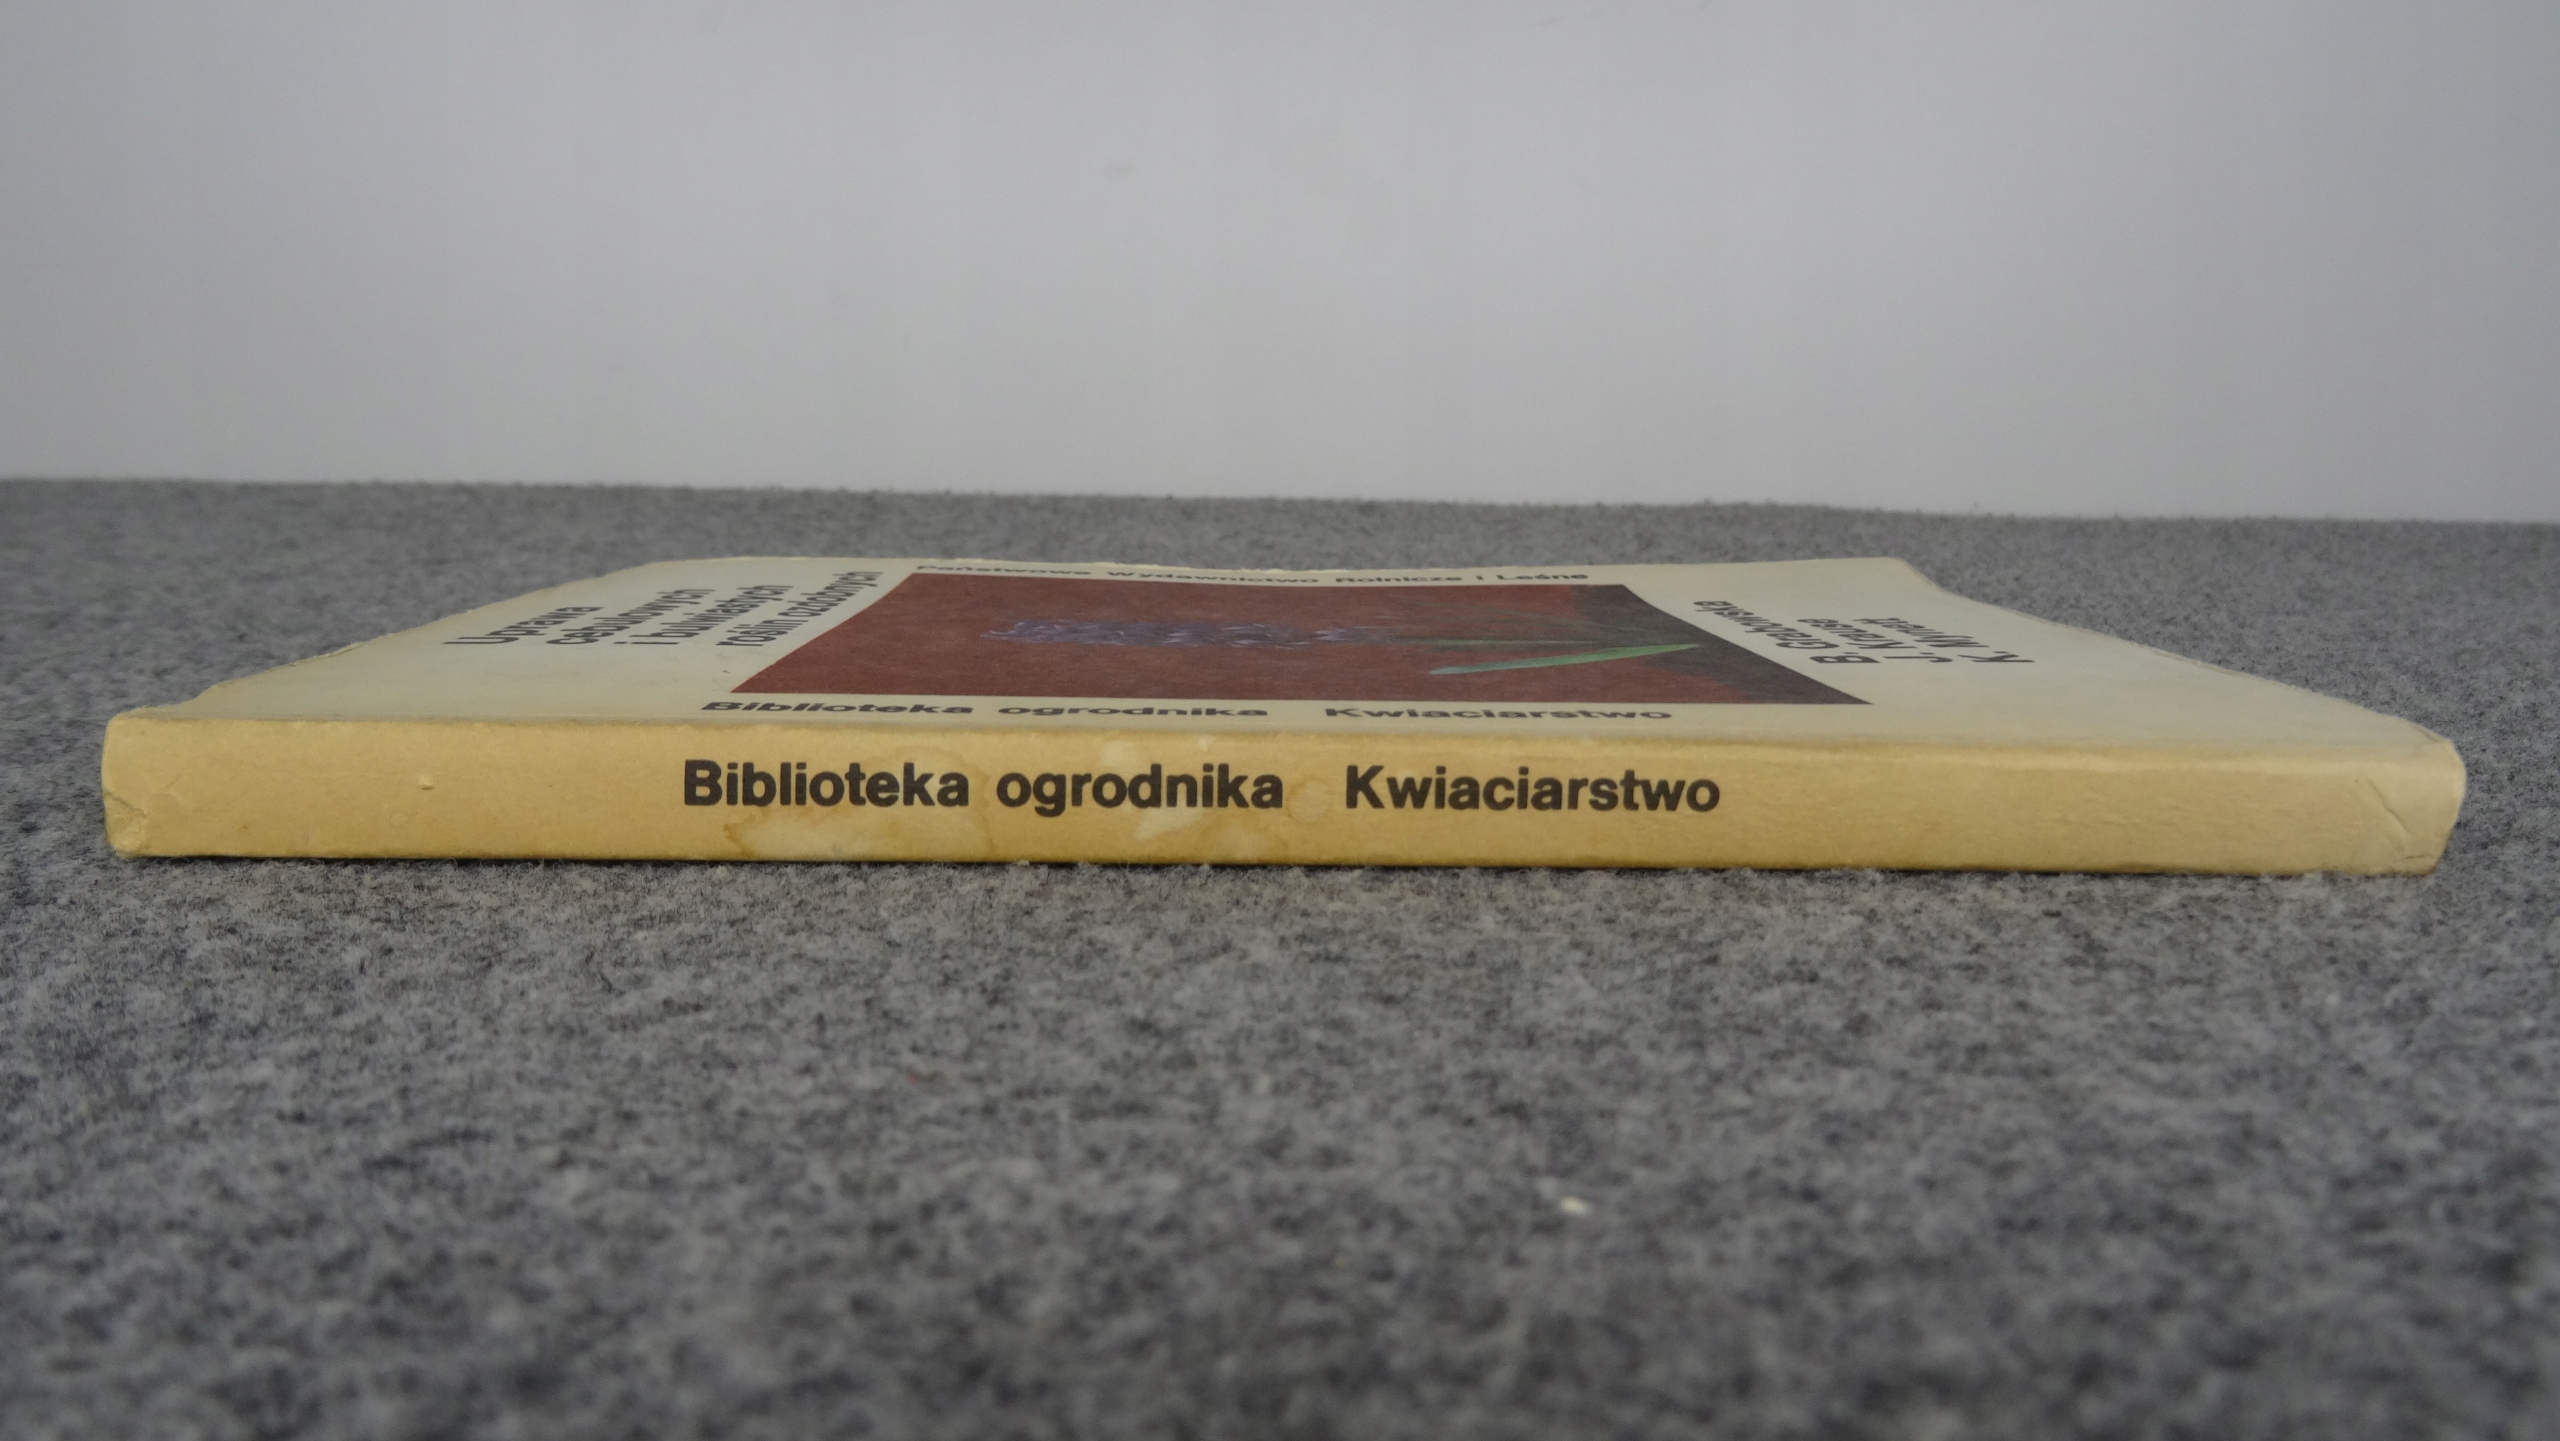 Państwowe Wydawnictwo Rolnicze i Leśne
B. Grabowska
J. Krause
K. Mynett
Uprawa
cebulowych
i bulwiastych
roślin ozdobnych
Biblioteka ogrodnika Kwiaciarstwo
Biblioteka ogrodnika Kwiaciarstwo